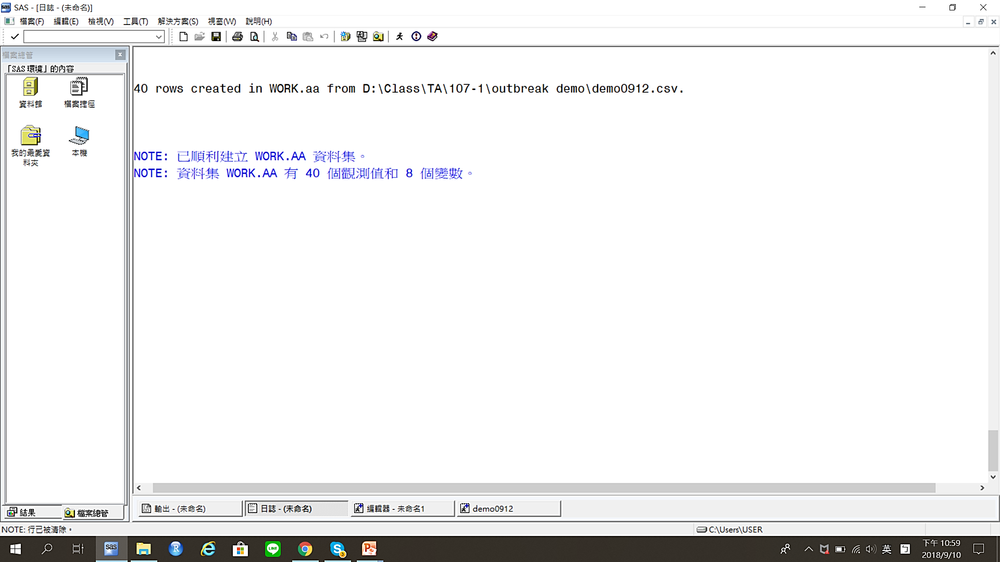 SAS - [日誌 - (未命名)]
檔案(F) 編輯(E) 檢視(V) 工具(T) 解決方案(S) 視窗(W) 說明(H)
檔案總管
「SAS 環境」的內容
資料館 檔案捷徑
我的最愛資料夾 本機
40 rows created in WORK.aa from D:\Class\TA\107-1\outbreak demo\demo0912.csv.
NOTE: 已順利建立 WORK.AA 資料集。
NOTE: 資料集 WORK.AA 有 40 個觀測值和 8 個變數。
結果 檔案總管
輸出 - (未命名) 日誌 - (未命名) 編輯器 - 未命名1 demo0912
NOTE: 行已被清除。 C:\Users\USER
sas R LINE S 3 P 英 ㄅ
下午 10:59
2018/9/10